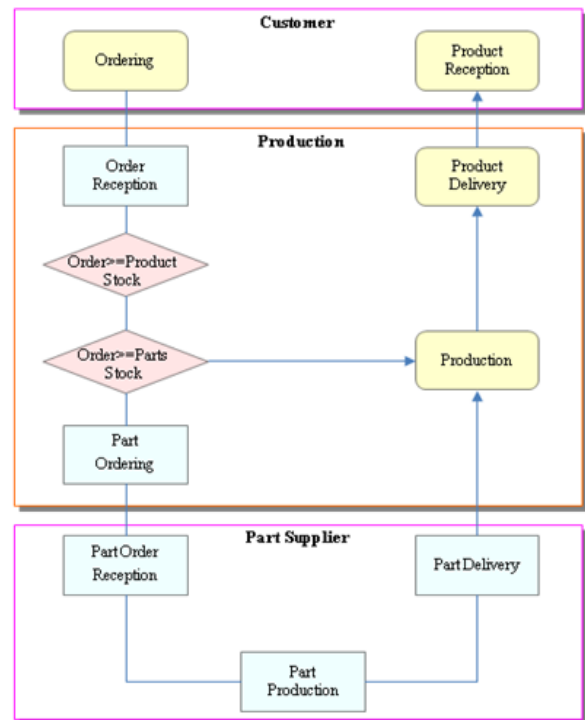 Customer
Ordering
Product
Reception
Production
Order
Reception
Product
Delivery
Order>=Product
Stock
Order>=Parts
Stock
Production
Part
Ordering
Part Supplier
Part Order
Reception
Part Delivery
Part
Production